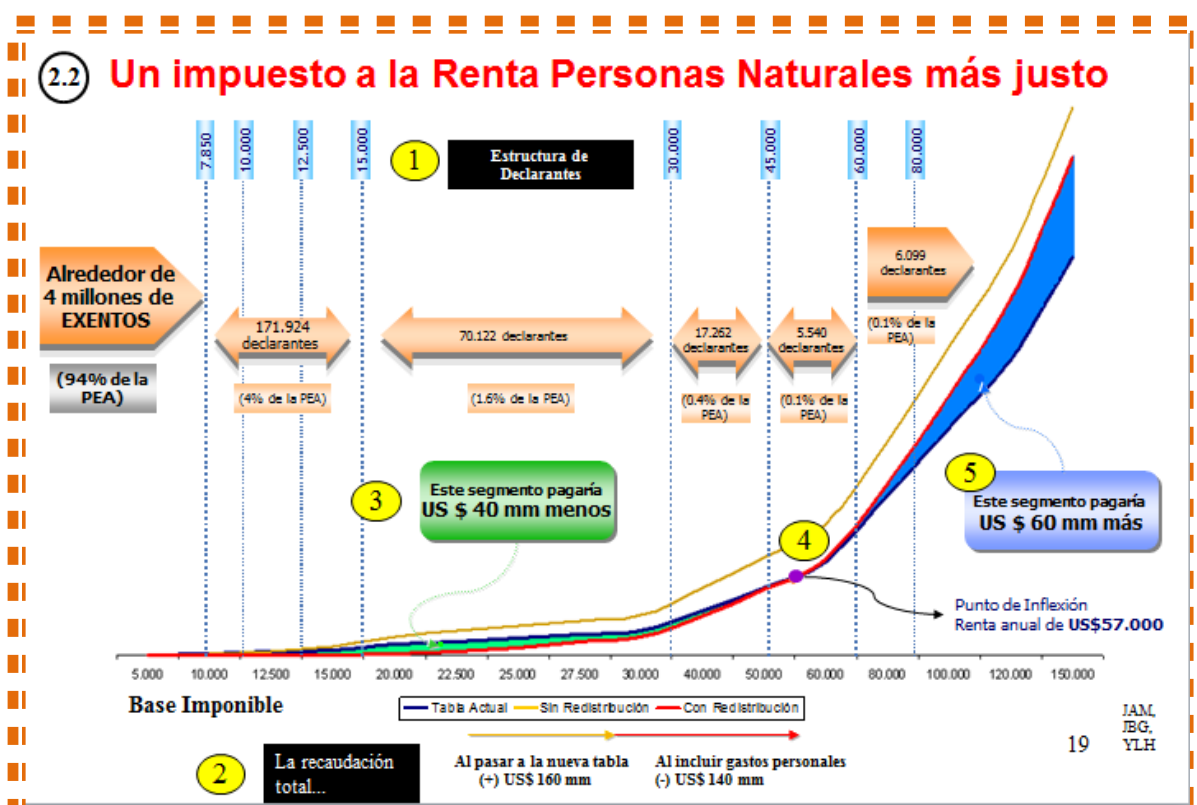 2.2 Un impuesto a la Renta Personas Naturales más justo
7.850
10.000
12.500
15.000
30.000
45.000
60.000
80.000
1
Estructura de
Declarantes
Alrededor de
4 millones de
EXENTOS
(94% de la
PEA)
171.924
declarantes
(4% de la PEA)
70.122 declarantes
(1.6% de la PEA)
17.262
declarantes
(0.4% de la
PEA)
5.540
declarantes
(0.1% de la
PEA)
6.099
declarantes
(0.1% de la
PEA)
3
Este segmento pagaría
US $ 40 mm menos
4
5
Este segmento pagaría
US $ 60 mm más
Punto de Inflexión
Renta anual de US$57.000
5.000 10.000 12.500 15.000 20.000 22.500 25.000 27.500 30.000 40.000 50.000 60.000 80.000 100.000 120.000 150.000
Base Imponible
Tabla Actual Sin Redistribución Con Redistribución
2
La recaudación
total...
Al pasar a la nueva tabla
(+) US$ 160 mm
Al incluir gastos personales
(-) US$ 140 mm
19
JAM,
JBG,
YLH